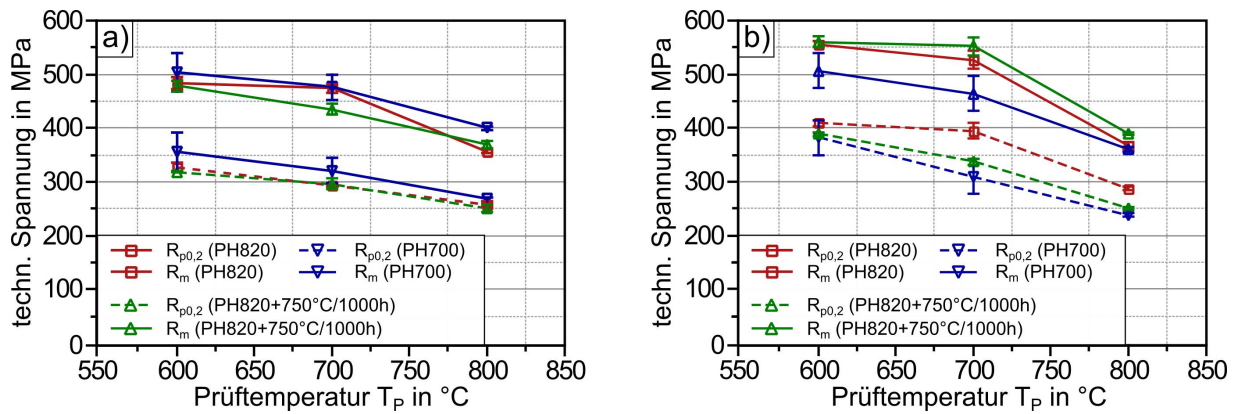 a)
techn. Spannung in MPa
600
500
400
300
200
100
0
R_p0,2 (PH820)
R_m (PH820)
R_p0,2 (PH700)
R_m (PH700)
R_p0,2 (PH820+750°C/1000h)
R_m (PH820+750°C/1000h)
550 600 650 700 750 800 850
Prüftemperatur T_P in °C
b)
techn. Spannung in MPa
600
500
400
300
200
100
0
R_p0,2 (PH820)
R_m (PH820)
R_p0,2 (PH700)
R_m (PH700)
R_p0,2 (PH820+750°C/1000h)
R_m (PH820+750°C/1000h)
550 600 650 700 750 800 850
Prüftemperatur T_P in °C